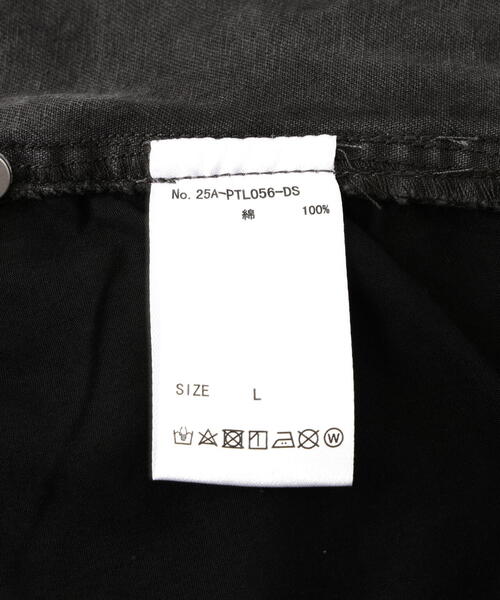 No. 25A-PTL056-DS
綿 100%
SIZE L
W